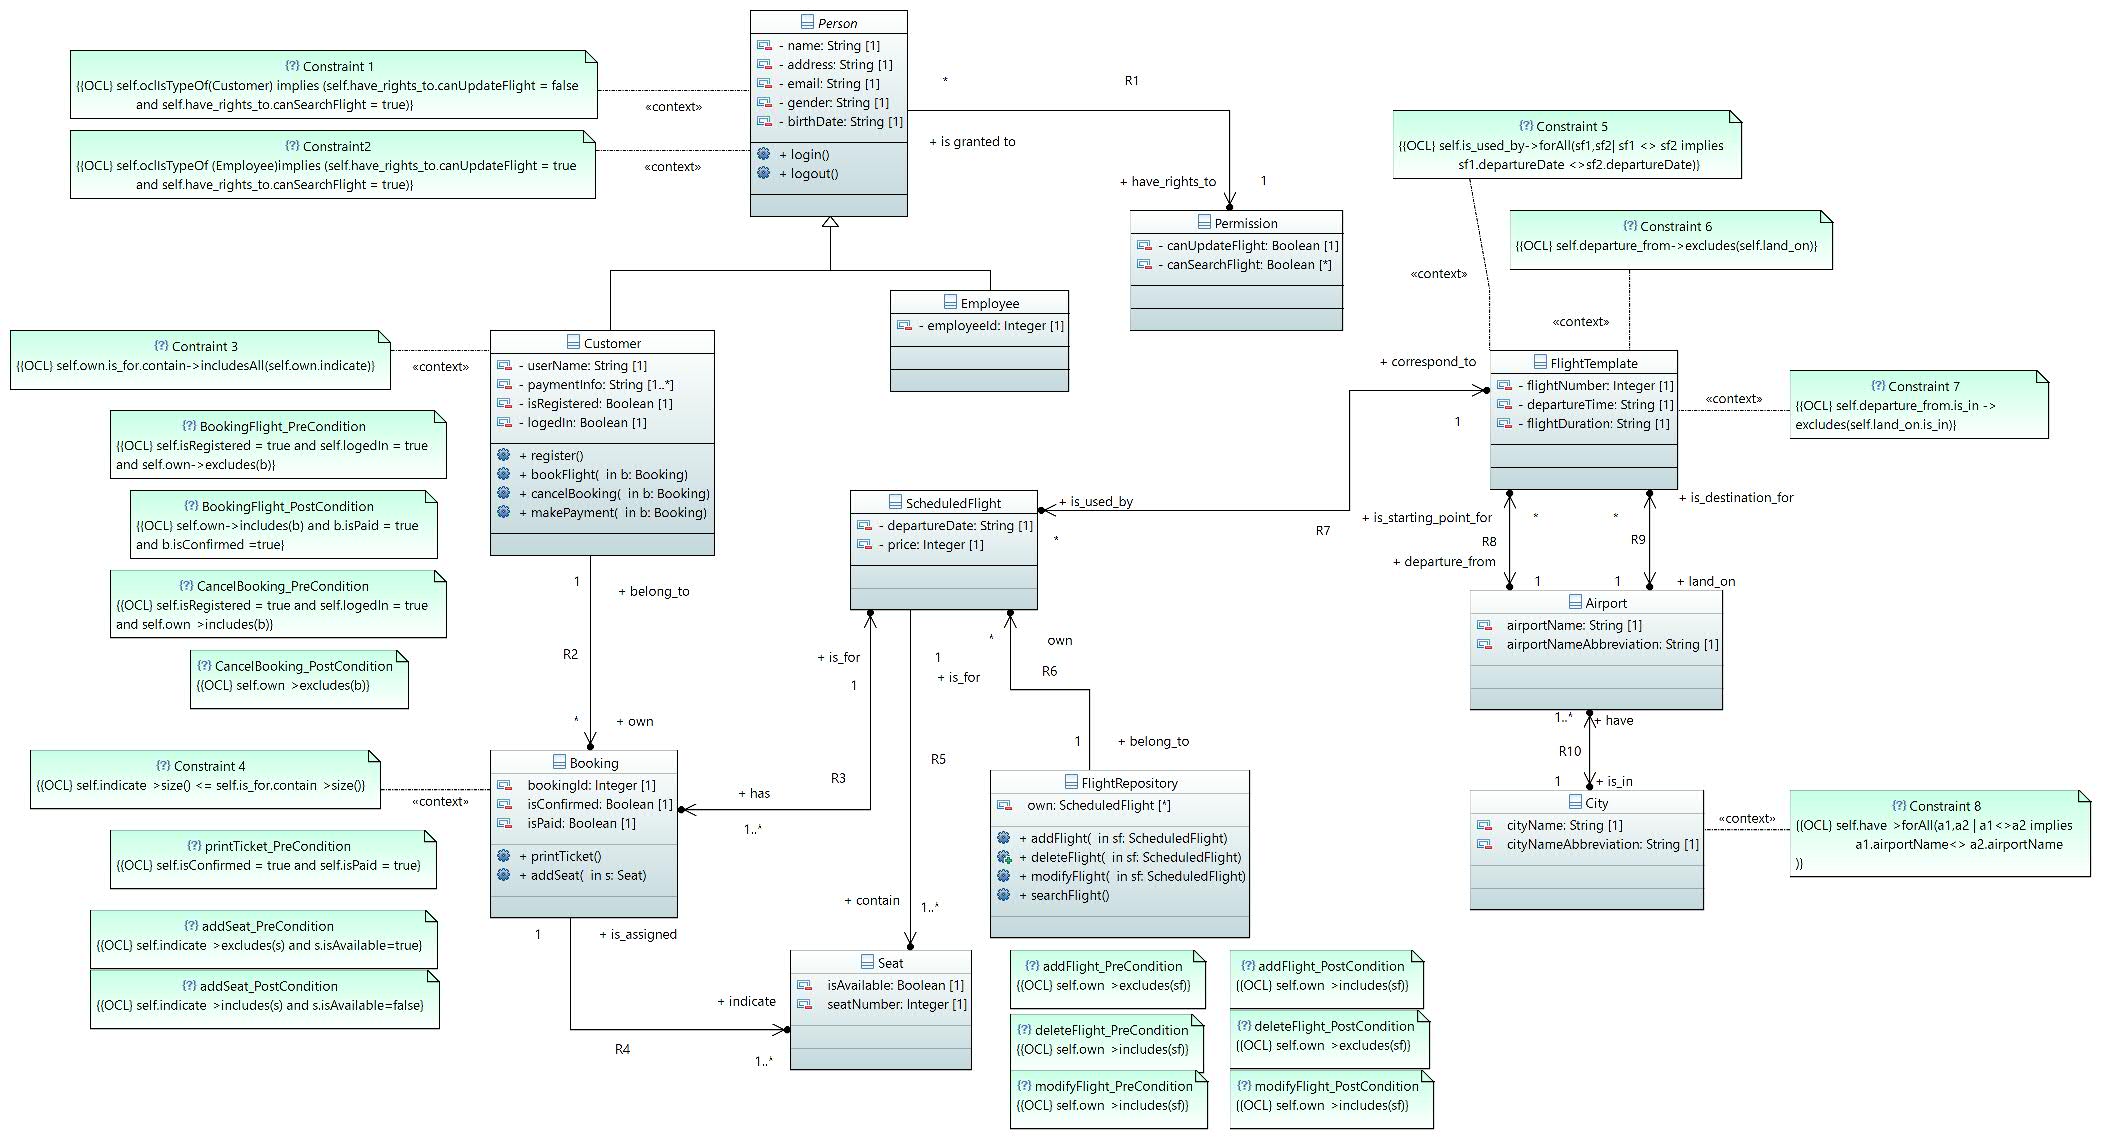 Person
- name: String [1]
- address: String [1]
- email: String [1]
- gender: String [1]
- birthDate: String [1]
+ login()
+ logout()
{?} Constraint 1
{{OCL} self.oclIsTypeOf(Customer) implies (self.have_rights_to.canUpdateFlight = false
and self.have_rights_to.canSearchFlight = true)}
«context»
{?} Constraint2
{{OCL} self.oclIsTypeOf (Employee)implies (self.have_rights_to.canUpdateFlight = true
and self.have_rights_to.canSearchFlight = true)}
«context»
*
R1
+ is granted to
+ have_rights_to
1
Permission
- canUpdateFlight: Boolean [1]
- canSearchFlight: Boolean [*]
{?} Constraint 5
{{OCL} self.is_used_by->forAll(sf1,sf2| sf1 <> sf2 implies
sf1.departureDate <>sf2.departureDate)}
«context»
{?} Constraint 6
{{OCL} self.departure_from->excludes(self.land_on)}
«context»
Employee
- employeeId: Integer [1]
{?} Contraint 3
{{OCL} self.own.is_for.contain->includesAll(self.own.indicate)}
«context»
Customer
- userName: String [1]
- paymentInfo: String [1..*]
- isRegistered: Boolean [1]
- logedIn: Boolean [1]
+ register()
+ bookFlight(  in b: Booking)
+ cancelBooking(  in b: Booking)
+ makePayment(  in b: Booking)
+ correspond_to
1
FlightTemplate
- flightNumber: Integer [1]
- departureTime: String [1]
- flightDuration: String [1]
«context»
{?} Constraint 7
{{OCL} self.departure_from.is_in ->
excludes(self.land_on.is_in)}
{?} BookingFlight_PreCondition
{{OCL} self.isRegistered = true and self.logedIn = true
and self.own->excludes(b)}
{?} BookingFlight_PostCondition
{{OCL} self.own->includes(b) and b.isPaid = true
and b.isConfirmed =true}
{?} CancelBooking_PreCondition
{{OCL} self.isRegistered = true and self.logedIn = true
and self.own  >includes(b)}
{?} CancelBooking_PostCondition
{{OCL} self.own  >excludes(b)}
ScheduledFlight
- departureDate: String [1]
- price: Integer [1]
+ is_used_by
*
R7
+ is_starting_point_for
*
R8
+ departure_from
1
+ is_destination_for
*
R9
1
+ land_on
Airport
airportName: String [1]
airportNameAbbreviation: String [1]
1
+ belong_to
R2
*
+ own
+ is_for
1
R3
+ has
1..*
1
+ is_for
R5
+ contain
1..*
*
own
R6
1
+ belong_to
1..*
+ have
R10
1
+ is_in
{?} Constraint 4
{{OCL} self.indicate  >size() <= self.is_for.contain  >size()}
«context»
Booking
bookingId: Integer [1]
isConfirmed: Boolean [1]
isPaid: Boolean [1]
+ printTicket()
+ addSeat(  in s: Seat)
FlightRepository
own: ScheduledFlight [*]
+ addFlight(  in sf: ScheduledFlight)
+ deleteFlight(  in sf: ScheduledFlight)
+ modifyFlight(  in sf: ScheduledFlight)
+ searchFlight()
City
cityName: String [1]
cityNameAbbreviation: String [1]
«context»
{?} Constraint 8
{{OCL} self.have  >forAll(a1,a2 | a1<>a2 implies
a1.airportName<> a2.airportName
)}
{?} printTicket_PreCondition
{{OCL} self.isConfirmed = true and self.isPaid = true}
{?} addSeat_PreCondition
{{OCL} self.indicate  >excludes(s) and s.isAvailable=true}
{?} addSeat_PostCondition
{{OCL} self.indicate  >includes(s) and s.isAvailable=false}
1
+ is_assigned
R4
+ indicate
1..*
Seat
isAvailable: Boolean [1]
seatNumber: Integer [1]
{?} addFlight_PreCondition
{{OCL} self.own  >excludes(sf)}
{?} addFlight_PostCondition
{{OCL} self.own  >includes(sf)}
{?} deleteFlight_PreCondition
{{OCL} self.own  >includes(sf)}
{?} deleteFlight_PostCondition
{{OCL} self.own  >excludes(sf)}
{?} modifyFlight_PreCondition
{{OCL} self.own  >includes(sf)}
{?} modifyFlight_PostCondition
{{OCL} self.own  >includes(sf)}